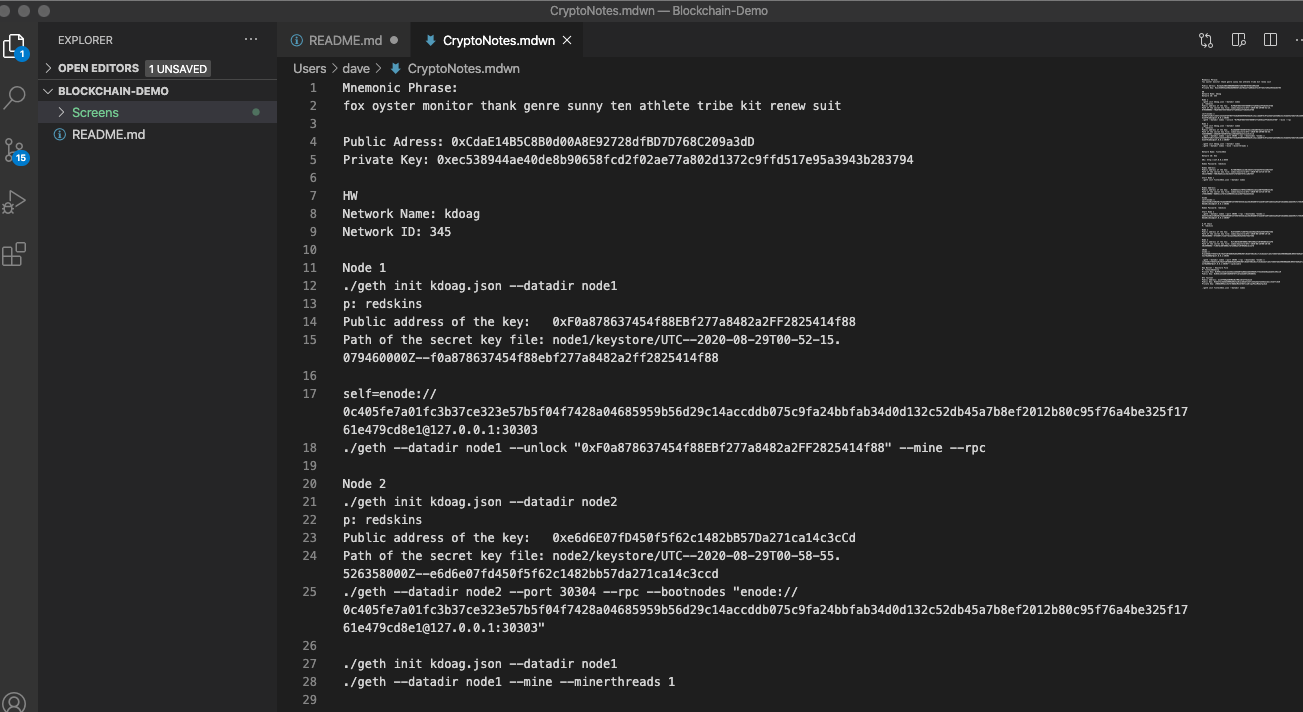 CryptoNotes.mdwn — Blockchain-Demo
EXPLORER
README.md
CryptoNotes.mdwn
1
OPEN EDITORS
1 UNSAVED
Users > dave > CryptoNotes.mdwn
BLOCKCHAIN-DEMO
Screens
README.md
15
1 Mnemonic Phrase:
2 fox oyster monitor thank genre sunny ten athlete tribe kit renew suit
3
4 Public Adress: 0xCdaE14B5C8B0d00A8E92728dfBD7D768C209a3dD
5 Private Key: 0xec538944ae40de8b90658fcd2f02ae77a802d1372c9ffd517e95a3943b283794
6
7 HW
8 Network Name: kdoag
9 Network ID: 345
10
11 Node 1
12 ./geth init kdoag.json --datadir node1
13 p: redskins
14 Public address of the key:   0xF0a878637454f88EBf277a8482a2FF2825414f88
15 Path of the secret key file: node1/keystore/UTC--2020-08-29T00-52-15.
079460000Z--f0a878637454f88ebf277a8482a2ff2825414f88
16
17 self=enode://
0c405fe7a01fc3b37ce323e57b5f04f7428a04685959b56d29c14accddb075c9fa24bbfab34d0d132c52db45a7b8ef2012b80c95f76a4be325f17
61e479cd8e1@127.0.0.1:30303
18 ./geth --datadir node1 --unlock "0xF0a878637454f88EBf277a8482a2FF2825414f88" --mine --rpc
19
20 Node 2
21 ./geth init kdoag.json --datadir node2
22 p: redskins
23 Public address of the key:   0xe6d6E07fD450f5f62c1482bB57Da271ca14c3cCd
24 Path of the secret key file: node2/keystore/UTC--2020-08-29T00-58-55.
526358000Z--e6d6e07fd450f5f62c1482bb57da271ca14c3ccd
25 ./geth --datadir node2 --port 30304 --rpc --bootnodes "enode://
0c405fe7a01fc3b37ce323e57b5f04f7428a04685959b56d29c14accddb075c9fa24bbfab34d0d132c52db45a7b8ef2012b80c95f76a4be325f17
61e479cd8e1@127.0.0.1:30303"
26
27 ./geth init kdoag.json --datadir node1
28 ./geth --datadir node1 --mine --minerthreads 1
29